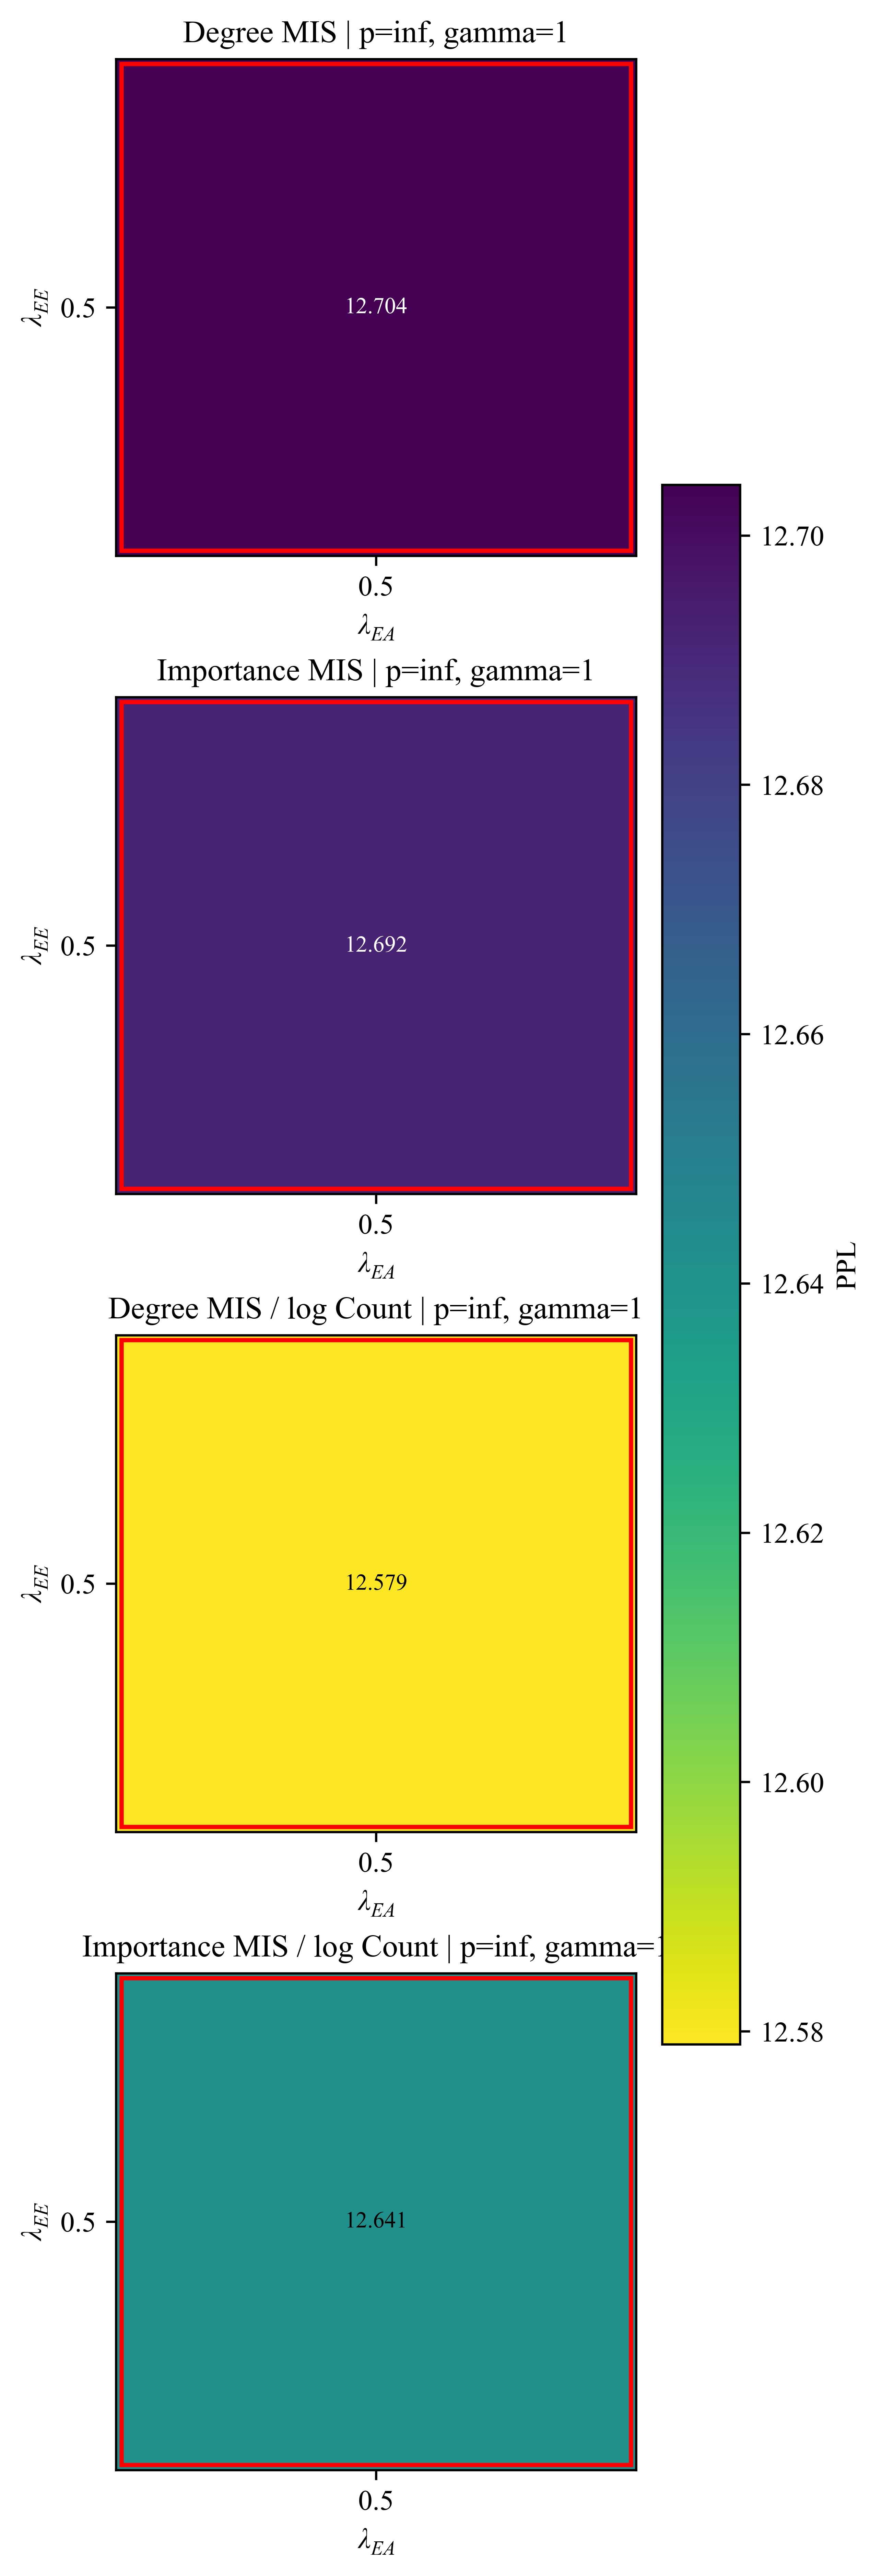 Degree MIS | p=inf, gamma=1
λEE
0.5
12.704
0.5
λEA
Importance MIS | p=inf, gamma=1
λEE
0.5
12.692
0.5
λEA
Degree MIS / log Count | p=inf, gamma=1
λEE
0.5
12.579
0.5
λEA
Importance MIS / log Count | p=inf, gamma=1
λEE
0.5
12.641
0.5
λEA
12.70
12.68
12.66
12.64
12.62
12.60
12.58
PPL